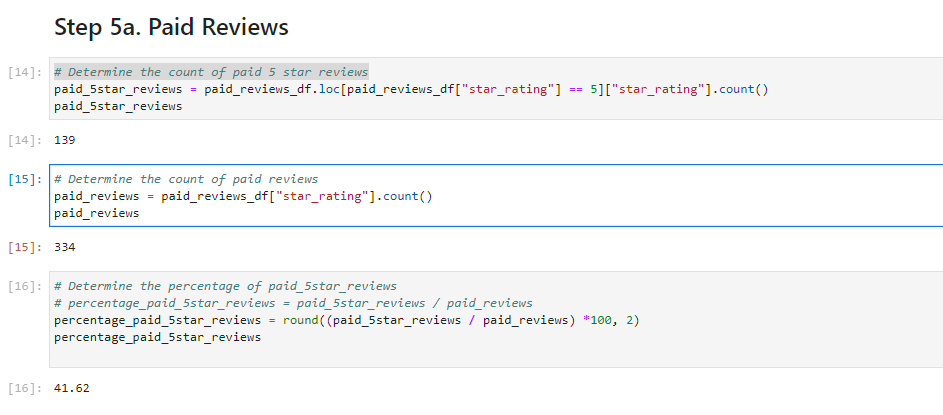 Step 5a. Paid Reviews
[14]: # Determine the count of paid 5 star reviews
paid_5star_reviews = paid_reviews_df.loc[paid_reviews_df["star_rating"] == 5]["star_rating"].count()
paid_5star_reviews
[14]: 139
[15]: # Determine the count of paid reviews
paid_reviews = paid_reviews_df["star_rating"].count()
paid_reviews
[15]: 334
[16]: # Determine the percentage of paid_5star_reviews
# percentage_paid_5star_reviews = paid_5star_reviews / paid_reviews
percentage_paid_5star_reviews = round((paid_5star_reviews / paid_reviews) *100, 2)
percentage_paid_5star_reviews
[16]: 41.62